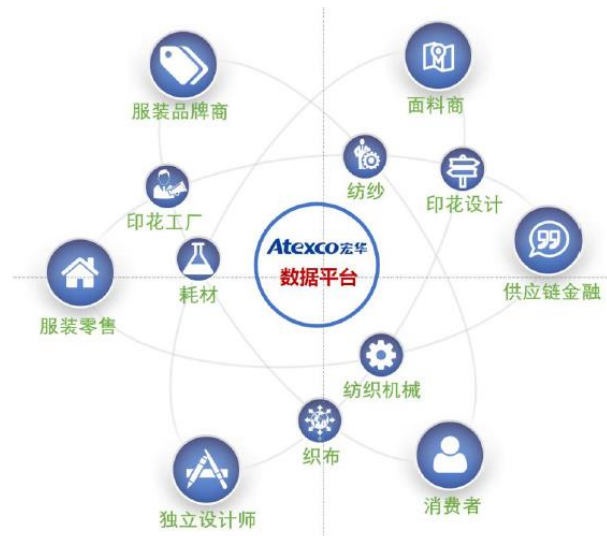 服装品牌商
面料商
纺纱
印花设计
印花工厂
Atexco宏华
数据平台
耗材
供应链金融
服装零售
纺织机械
织布
消费者
独立设计师